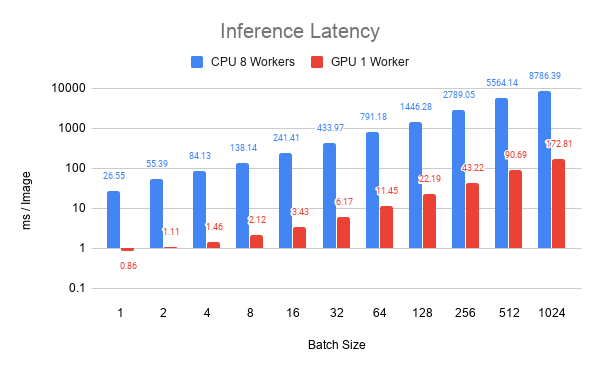 Inference Latency
CPU 8 Workers GPU 1 Worker
10000
1000
100
10
1
0.1
ms / Image
26.55 55.39 84.13 138.14 241.41 433.97 791.18 1446.28 2789.05 5564.14 8786.39
0.86 1.11 1.46 2.12 3.43 6.17 11.45 22.19 43.22 90.69 172.81
1 2 4 8 16 32 64 128 256 512 1024
Batch Size